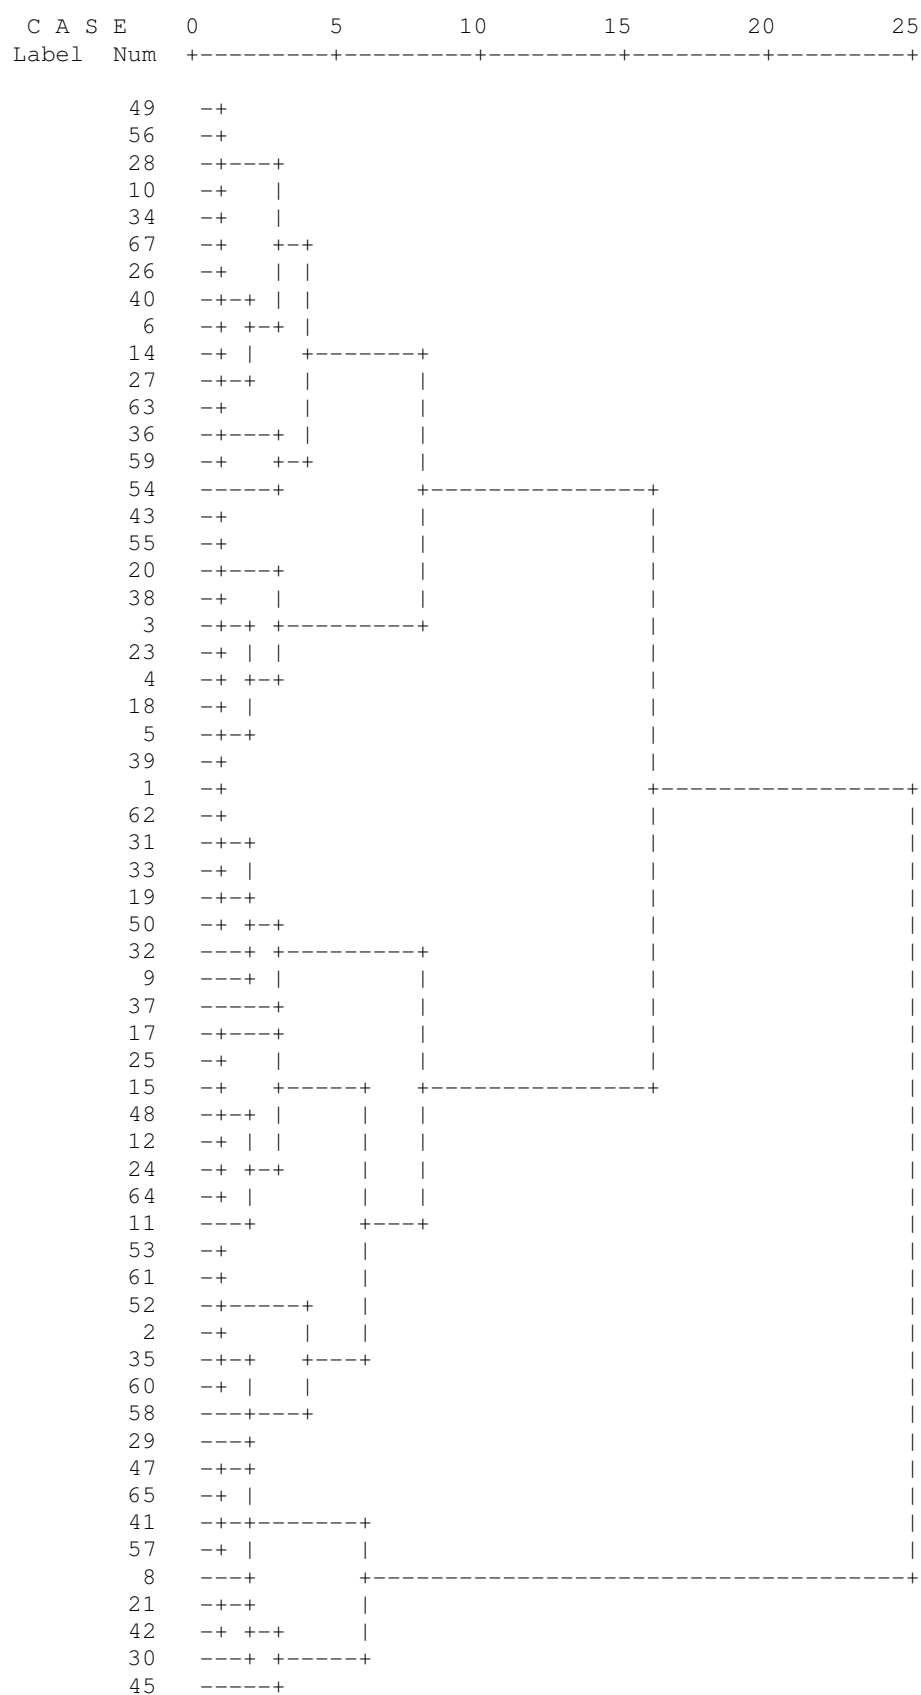 C A S E 0 5 10 15 20 25
Label Num +---------+---------+---------+---------+---------+
49 -+
56 -+
28 -+---+
10 -+   |
34 -+   |
67 -+   +-+
26 -+   | |
40 -+-+ | |
6 -+ +-+ |
14 -+ |   +-------+
27 -+-+   |       |
63 -+     |       |
36 -+---+ |       |
59 -+   +-+       |
54 -----+         +---------------+
43 -+             |               |
55 -+             |               |
20 -+---+         |               |
38 -+   |         |               |
3 -+-+ +---------+               |
23 -+ | |                         |
4 -+ +-+                         |
18 -+ |                           |
5 -+-+                           |
39 -+                             |
1 -+                             +-----------------+
62 -+                             |                 |
31 -+-+                           |                 |
33 -+ |                           |                 |
19 -+-+                           |                 |
50 -+ +-+                         |                 |
32 ---+ +---------+               |                 |
9 ---+ |         |               |                 |
37 -----+         |               |                 |
17 -+---+         |               |                 |
25 -+   |         |               |                 |
15 -+   +-----+   +---------------+                 |
48 -+-+ |     |   |                                 |
12 -+ | |     |   |                                 |
24 -+ +-+     |   |                                 |
64 -+ |       |   |                                 |
11 ---+       +---+                                 |
53 -+         |                                     |
61 -+         |                                     |
52 -+-----+   |                                     |
2 -+     |   |                                     |
35 -+-+   +---+                                     |
60 -+ |   |                                         |
58 ---+---+                                         |
29 ---+                                             |
47 -+-+                                             |
65 -+ |                                             |
41 -+-+-------+                                     |
57 -+ |       |                                     |
8 ---+       +-------------------------------------+
21 -+-+       |
42 -+ +-+     |
30 ---+ +-----+
45 -----+